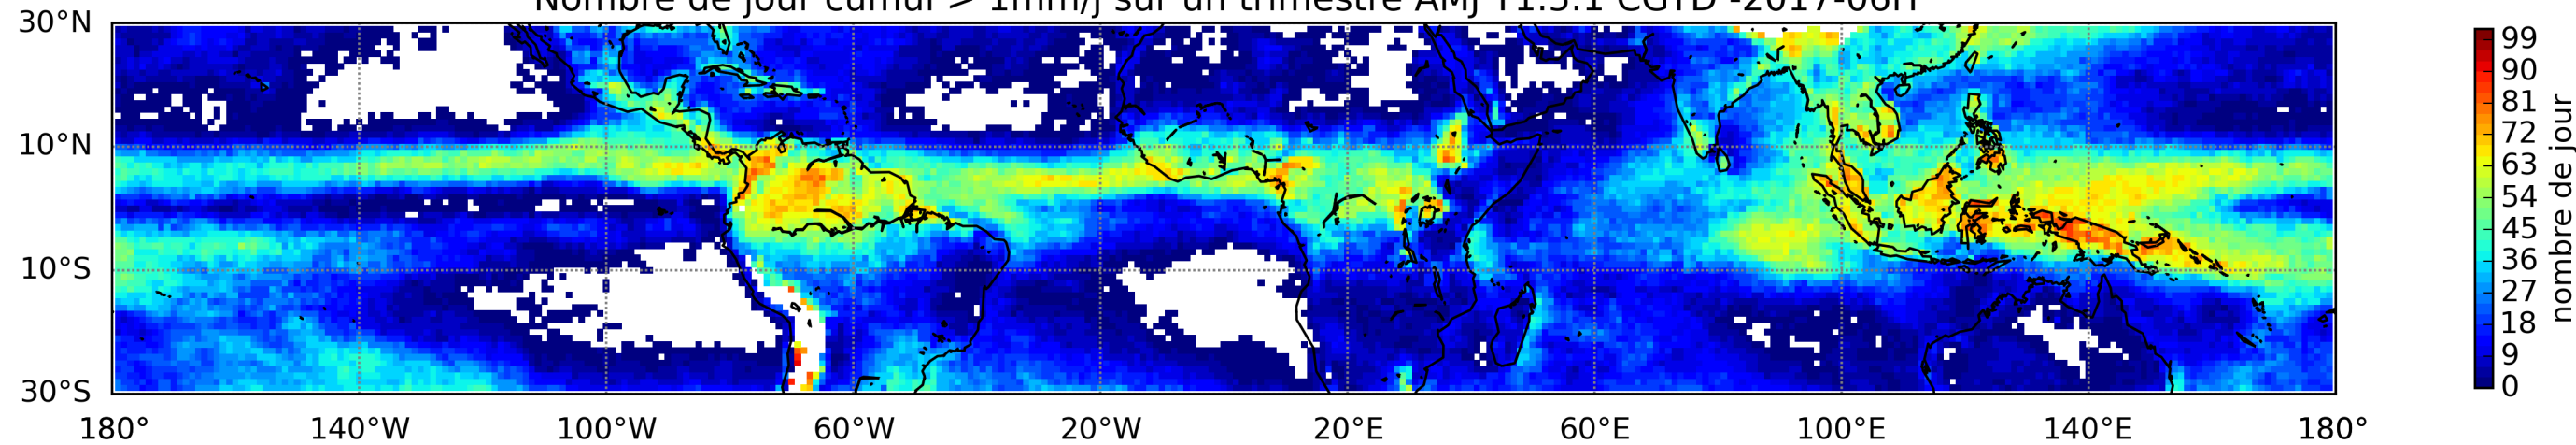 Nombre de jour cumul > 1mm/j sur un trimestre AMJ T1.5.1 CGTD -2017-06H
30°N
10°N
10°S
30°S
180° 140°W 100°W 60°W 20°W 20°E 60°E 100°E 140°E 180°
99
90
81
72
63
54
45
36
27
18
9
0
nombre de jour